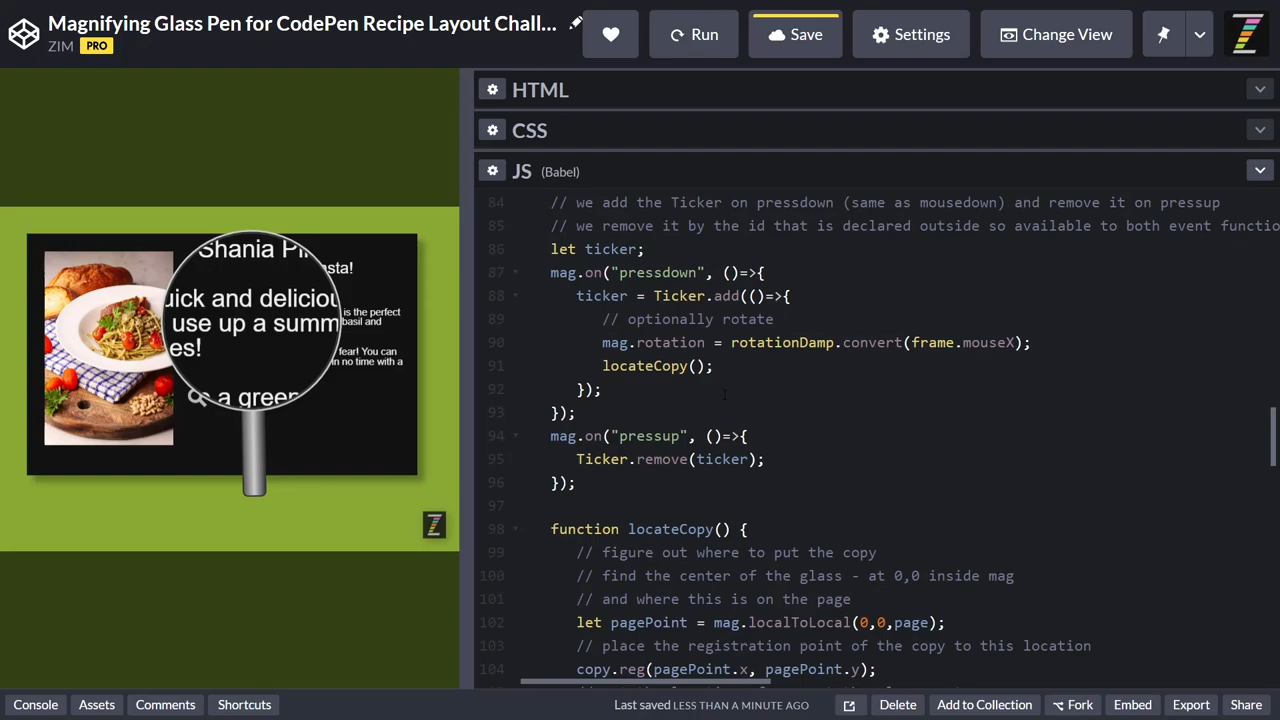 Magnifying Glass Pen for CodePen Recipe Layout Chall...
ZIM PRO
Run
Save
Settings
Change View
HTML
CSS
JS (Babel)
84 // we add the Ticker on pressdown (same as mousedown) and remove it on pressup
85 // we remove it by the id that is declared outside so available to both event functio
86 let ticker;
87 mag.on("pressdown", ()=>{
88 ticker = Ticker.add(()=>{
89 // optionally rotate
90 mag.rotation = rotationDamp.convert(frame.mouseX);
91 locateCopy();
92 });
93 });
94 mag.on("pressup", ()=>{
95 Ticker.remove(ticker);
96 });
97
98 function locateCopy() {
99 // figure out where to put the copy
100 // find the center of the glass - at 0,0 inside mag
101 // and where this is on the page
102 let pagePoint = mag.localToLocal(0,0,page);
103 // place the registration point of the copy to this location
104 copy.reg(pagePoint.x, pagePoint.y);
Shania Pi
asta!
uick and deliciou
is the perfect
use up a summ
basil and
es!
fear! You can
in no time with a
a green
Z
Console
Assets
Comments
Shortcuts
Last saved LESS THAN A MINUTE AGO
Delete
Add to Collection
Fork
Embed
Export
Share